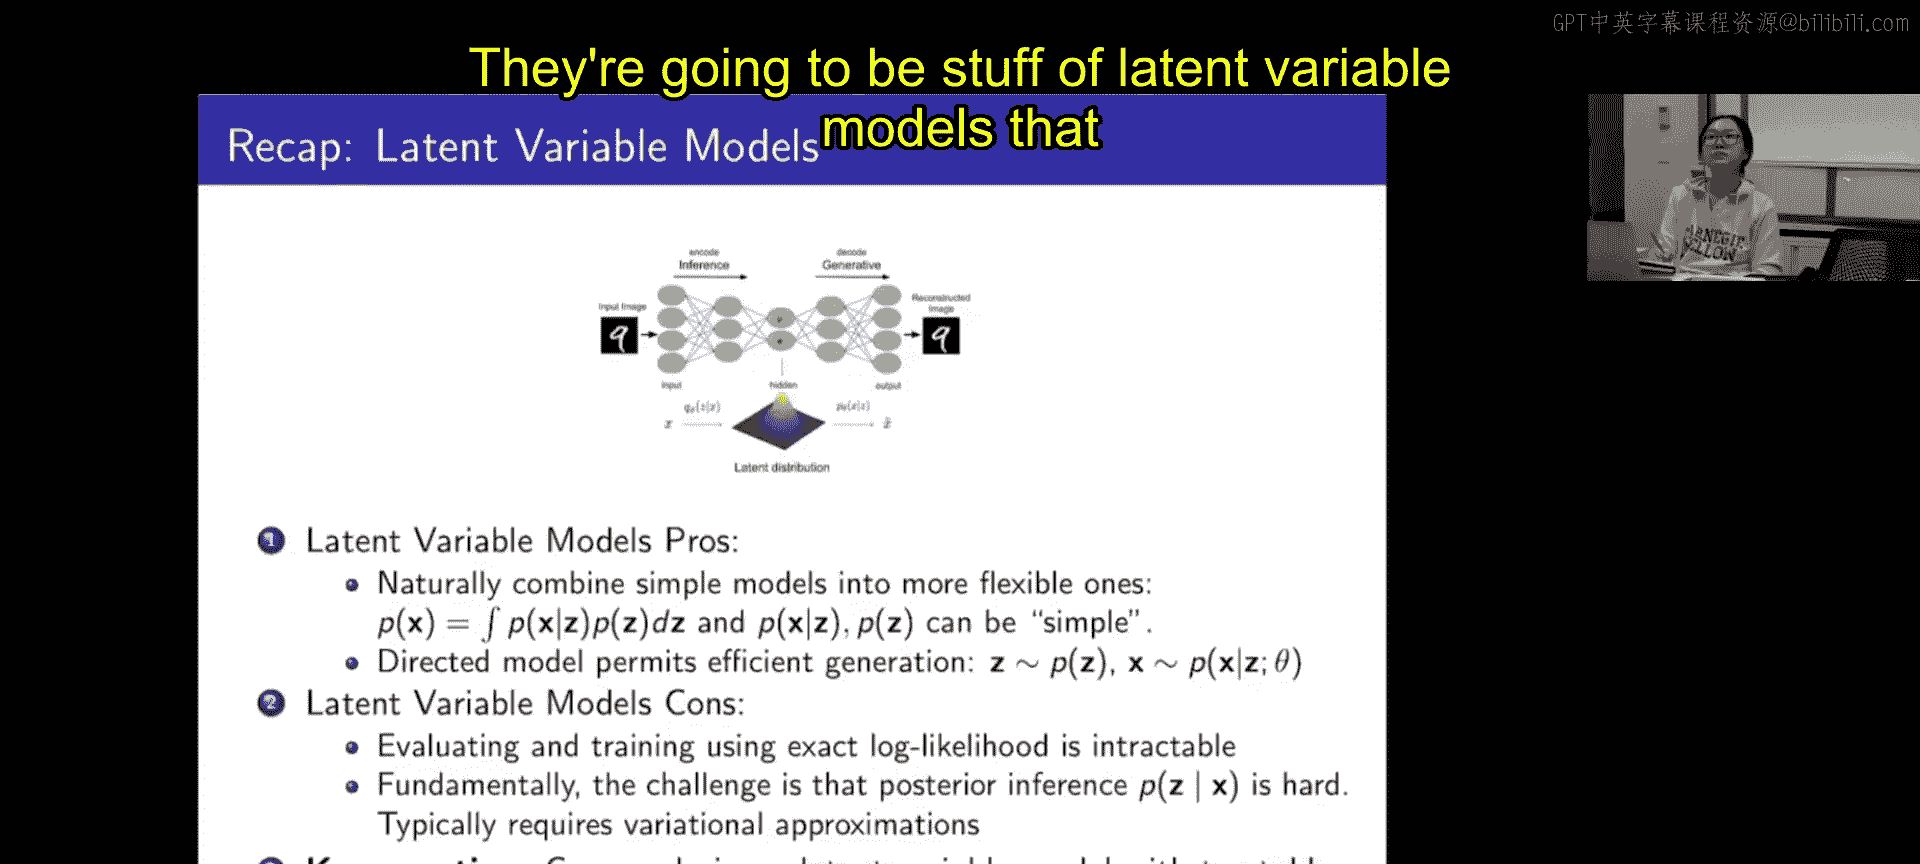 GPT中英字幕课程资源@bilibili.com
They're going to be stuff of latent variable
models that
Recap: Latent Variable Models
encode
Inference
decode
Generative
Input Image
Reconstructed
Image
9
9
input
hidden
output
Latent distribution
1 Latent Variable Models Pros:
Naturally combine simple models into more flexible ones:
p(x) = ∫ p(x|z)p(z)dz and p(x|z), p(z) can be “simple”.
Directed model permits efficient generation: z ∼ p(z), x ∼ p(x|z; θ)
2 Latent Variable Models Cons:
Evaluating and training using exact log-likelihood is intractable
Fundamentally, the challenge is that posterior inference p(z | x) is hard.
Typically requires variational approximations